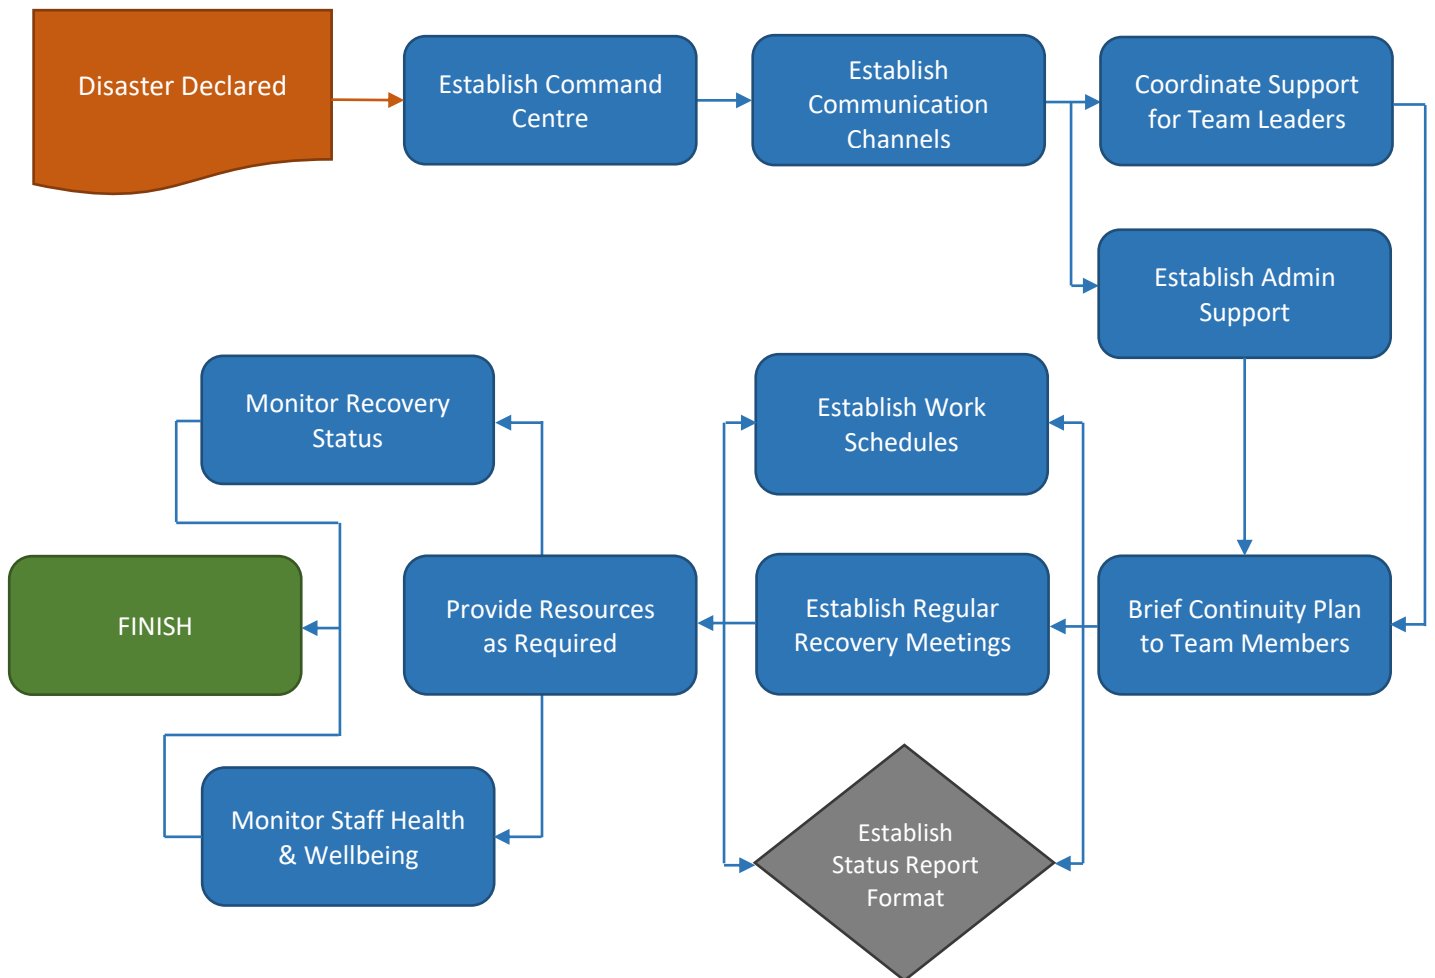 Disaster Declared
Establish Command
Centre
Establish
Communication
Channels
Coordinate Support
for Team Leaders
Establish Admin
Support
Monitor Recovery
Status
Establish Work
Schedules
FINISH
Provide Resources
as Required
Establish Regular
Recovery Meetings
Brief Continuity Plan
to Team Members
Monitor Staff Health
& Wellbeing
Establish
Status Report
Format